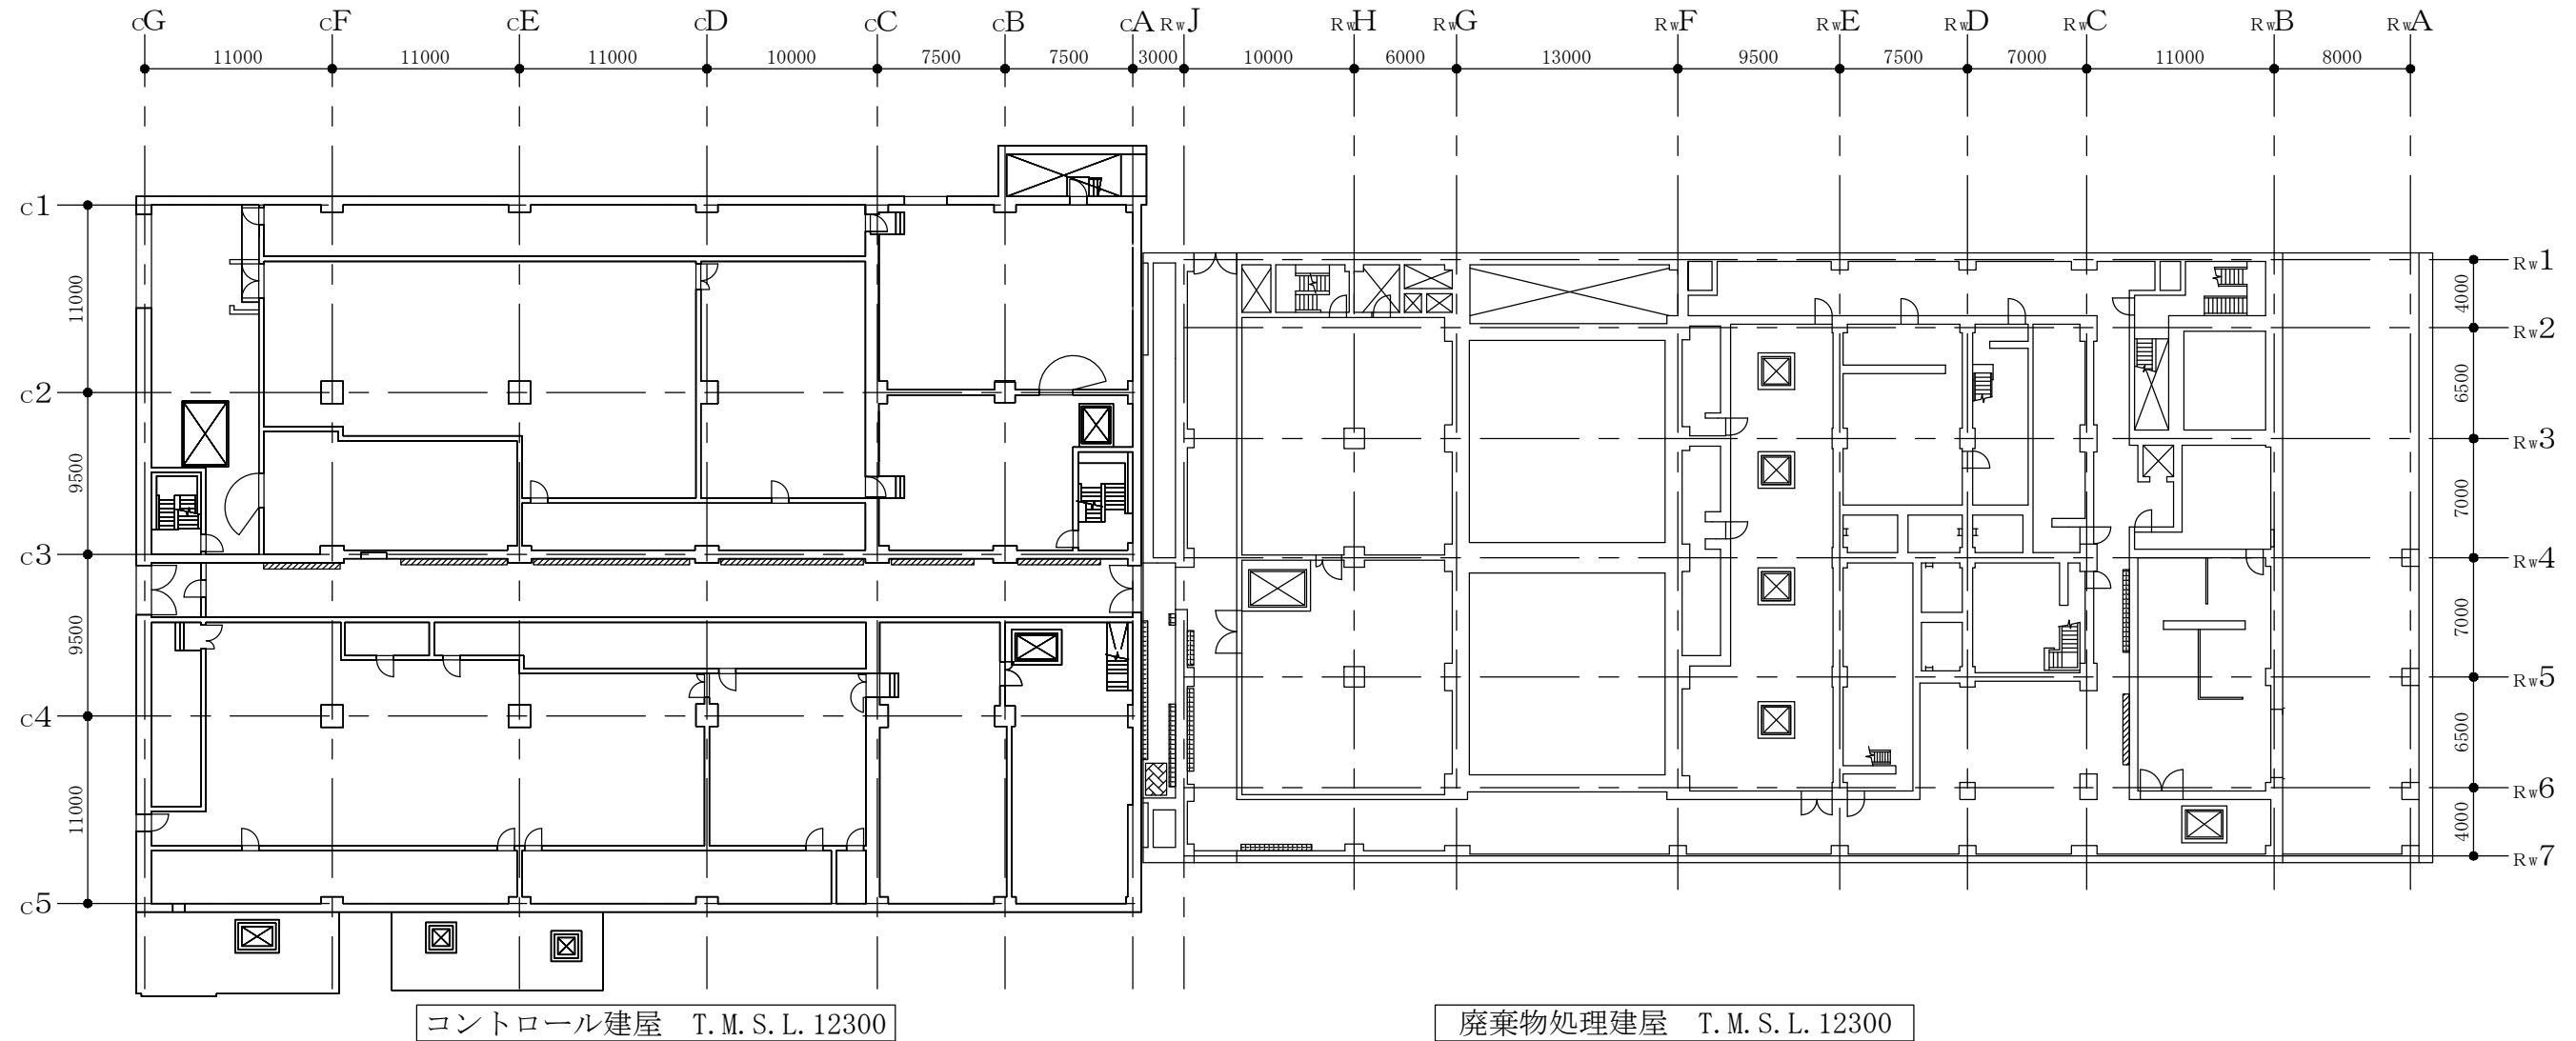 CG CF CE CD CC CB CA RwJ RwH RwG RwF RwE RwD RwC RwB RwA
11000 11000 11000 10000 7500 7500 3000 10000 6000 13000 9500 7500 7000 11000 8000
C1
C2
C3
C4
C5
11000
9500
9500
11000
Rw1
Rw2
Rw3
Rw4
Rw5
Rw6
Rw7
4000
6500
7000
7000
6500
4000
コントロール建屋 T.M.S.L.12300
廃棄物処理建屋 T.M.S.L.12300